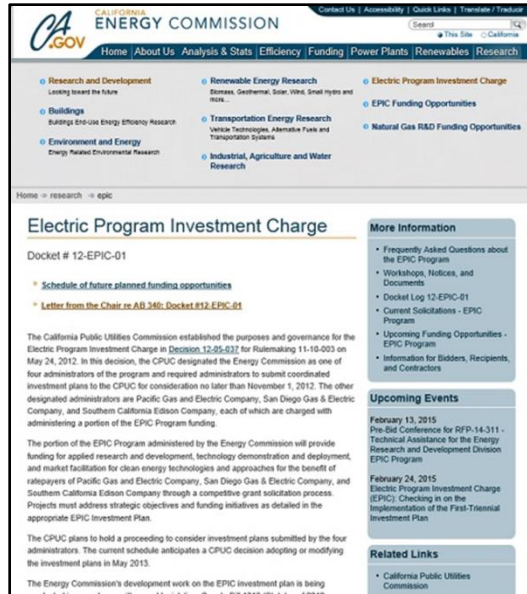 Contact Us | Accessibility | Quick Links | Translate / Traducir
CA
.GOV
CALIFORNIA
ENERGY COMMISSION
Search
This Site California
Home About Us Analysis & Stats Efficiency Funding Power Plants Renewables Research
Research and Development
Looking toward the future
Buildings
Buildings End-Use Energy Efficiency Research
Environment and Energy
Energy Related Environmental Research
Renewable Energy Research
Biomass, Geothermal, Solar, Wind, Small Hydro and
more...
Transportation Energy Research
Vehicle Technologies, Alternative Fuels and
Transportation Systems
Industrial, Agriculture and Water
Research
Electric Program Investment Charge
EPIC Funding Opportunities
Natural Gas R&D Funding Opportunities
Home → research → epic
Electric Program Investment Charge
Docket # 12-EPIC-01
Schedule of future planned funding opportunities
Letter from the Chair re AB 340: Docket #12-EPIC-01
The California Public Utilities Commission established the purposes and governance for the
Electric Program Investment Charge in Decision 12-05-037 for Rulemaking 11-10-003 on
May 24, 2012. In this decision, the CPUC designated the Energy Commission as one of
four administrators of the program and required administrators to submit coordinated
investment plans to the CPUC for consideration no later than November 1, 2012. The other
designated administrators are Pacific Gas and Electric Company, San Diego Gas & Electric
Company, and Southern California Edison Company, each of which are charged with
administering a portion of the EPIC Program funding.
The portion of the EPIC Program administered by the Energy Commission will provide
funding for applied research and development, technology demonstration and deployment,
and market facilitation for clean energy technologies and approaches for the benefit of
ratepayers of Pacific Gas and Electric Company, San Diego Gas & Electric Company, and
Southern California Edison Company through a competitive grant solicitation process.
Projects must address strategic objectives and funding initiatives as detailed in the
appropriate EPIC Investment Plan.
The CPUC plans to hold a proceeding to consider investment plans submitted by the four
administrators. The current schedule anticipates a CPUC decision adopting or modifying
the investment plans in May 2013.
The Energy Commission's development work on the EPIC investment plan is being
More Information
Frequently Asked Questions about
the EPIC Program
Workshops, Notices, and
Documents
Docket Log 12-EPIC-01
Current Solicitations - EPIC
Program
Upcoming Funding Opportunities -
EPIC Program
Information for Bidders, Recipients,
and Contractors
Upcoming Events
February 13, 2015
Pre-Bid Conference for RFP-14-311 -
Technical Assistance for the Energy
Research and Development Division
EPIC Program
February 24, 2015
Electric Program Investment Charge
(EPIC): Checking in on the
Implementation of the First-Triennial
Investment Plan
Related Links
California Public Utilities
Commission